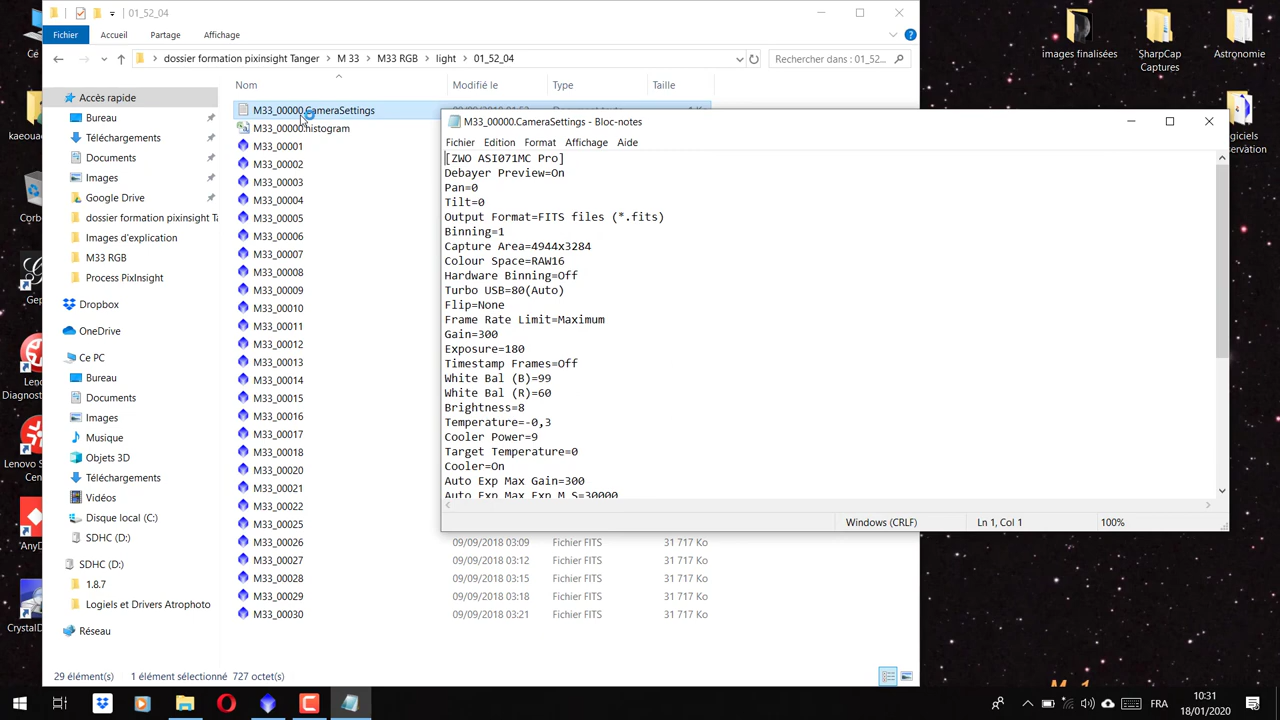 01_52_04
Fichier
Accueil
Partage
Affichage
dossier formation pixinsight Tanger > M 33 > M33 RGB > light > 01_52_04
Rechercher dans : 01_52...
Nom
Modifié le
Type
Taille
Accès rapide
Bureau
Téléchargements
Documents
Images
Google Drive
dossier formation pixinsight Ta
Images d'explication
M33 RGB
Process PixInsight
Dropbox
OneDrive
Ce PC
Bureau
Documents
Images
Musique
Objets 3D
Téléchargements
Vidéos
Disque local (C:)
SDHC (D:)
SDHC (D:)
1.8.7
Logiels et Drivers Atrophoto
Réseau
M33_00000.CameraSettings
M33_00000.histogram
M33_00001
M33_00002
M33_00003
M33_00004
M33_00005
M33_00006
M33_00007
M33_00008
M33_00009
M33_00010
M33_00011
M33_00012
M33_00013
M33_00014
M33_00015
M33_00016
M33_00017
M33_00018
M33_00020
M33_00021
M33_00022
M33_00025
M33_00026 09/09/2018 03:09 Fichier FITS 31 717 Ko
M33_00027 09/09/2018 03:12 Fichier FITS 31 717 Ko
M33_00028 09/09/2018 03:15 Fichier FITS 31 717 Ko
M33_00029 09/09/2018 03:18 Fichier FITS 31 717 Ko
M33_00030 09/09/2018 03:21 Fichier FITS 31 717 Ko
29 élément(s) 1 élément sélectionné 727 octet(s)
M33_00000.CameraSettings - Bloc-notes
Fichier Edition Format Affichage Aide
[ZWO ASI071MC Pro]
Debayer Preview=On
Pan=0
Tilt=0
Output Format=FITS files (*.fits)
Binning=1
Capture Area=4944x3284
Colour Space=RAW16
Hardware Binning=Off
Turbo USB=80(Auto)
Flip=None
Frame Rate Limit=Maximum
Gain=300
Exposure=180
Timestamp Frames=Off
White Bal (B)=99
White Bal (R)=60
Brightness=8
Temperature=-0,3
Cooler Power=9
Target Temperature=0
Cooler=On
Auto Exp Max Gain=300
Auto Exp Max Exp M S=30000
Windows (CRLF)
Ln 1, Col 1
100%
images finalisées
SharpCap Captures
Astronomie
FRA
10:31
18/01/2020